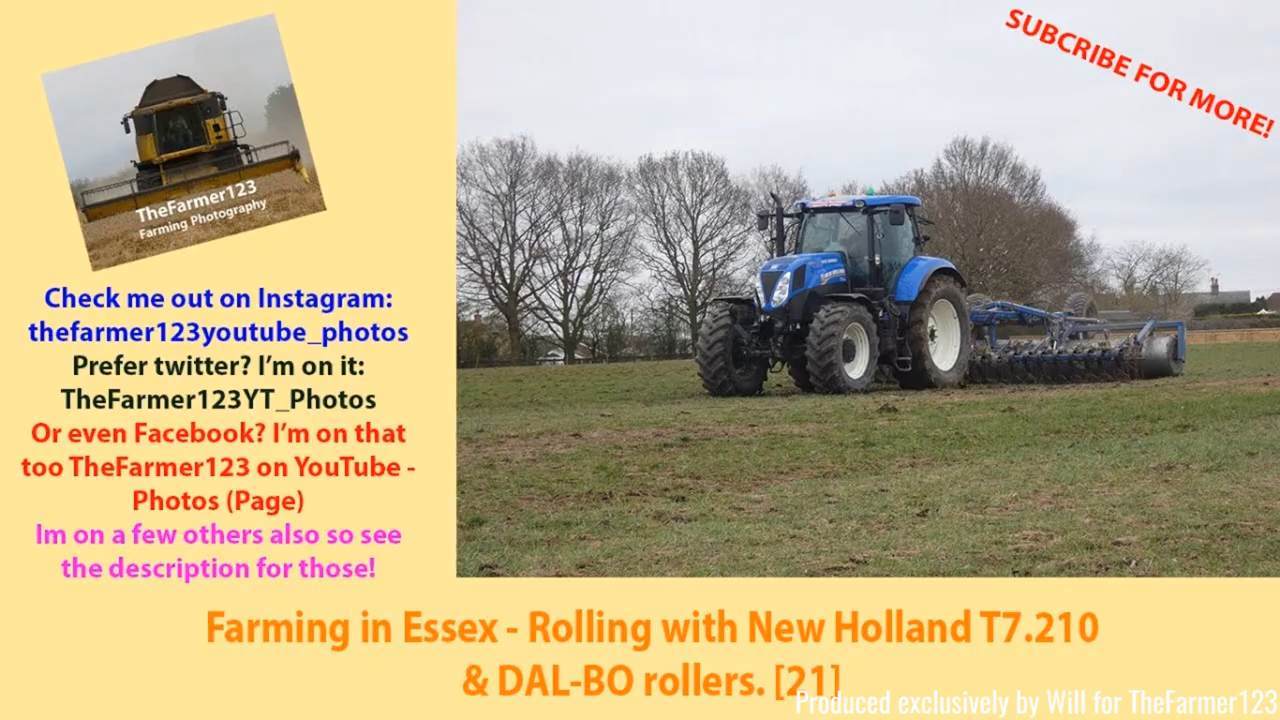 SUBCRIBE FOR MORE!
TheFarmer123
Farming Photography
Check me out on Instagram:
thefarmer123youtube_photos
Prefer twitter? I'm on it:
TheFarmer123YT_Photos
Or even Facebook? I'm on that
too TheFarmer123 on YouTube -
Photos (Page)
Im on a few others also so see
the description for those!
Farming in Essex - Rolling with New Holland T7.210
& DAL-BO rollers. [21]
Produced exclusively by Will for TheFarmer123